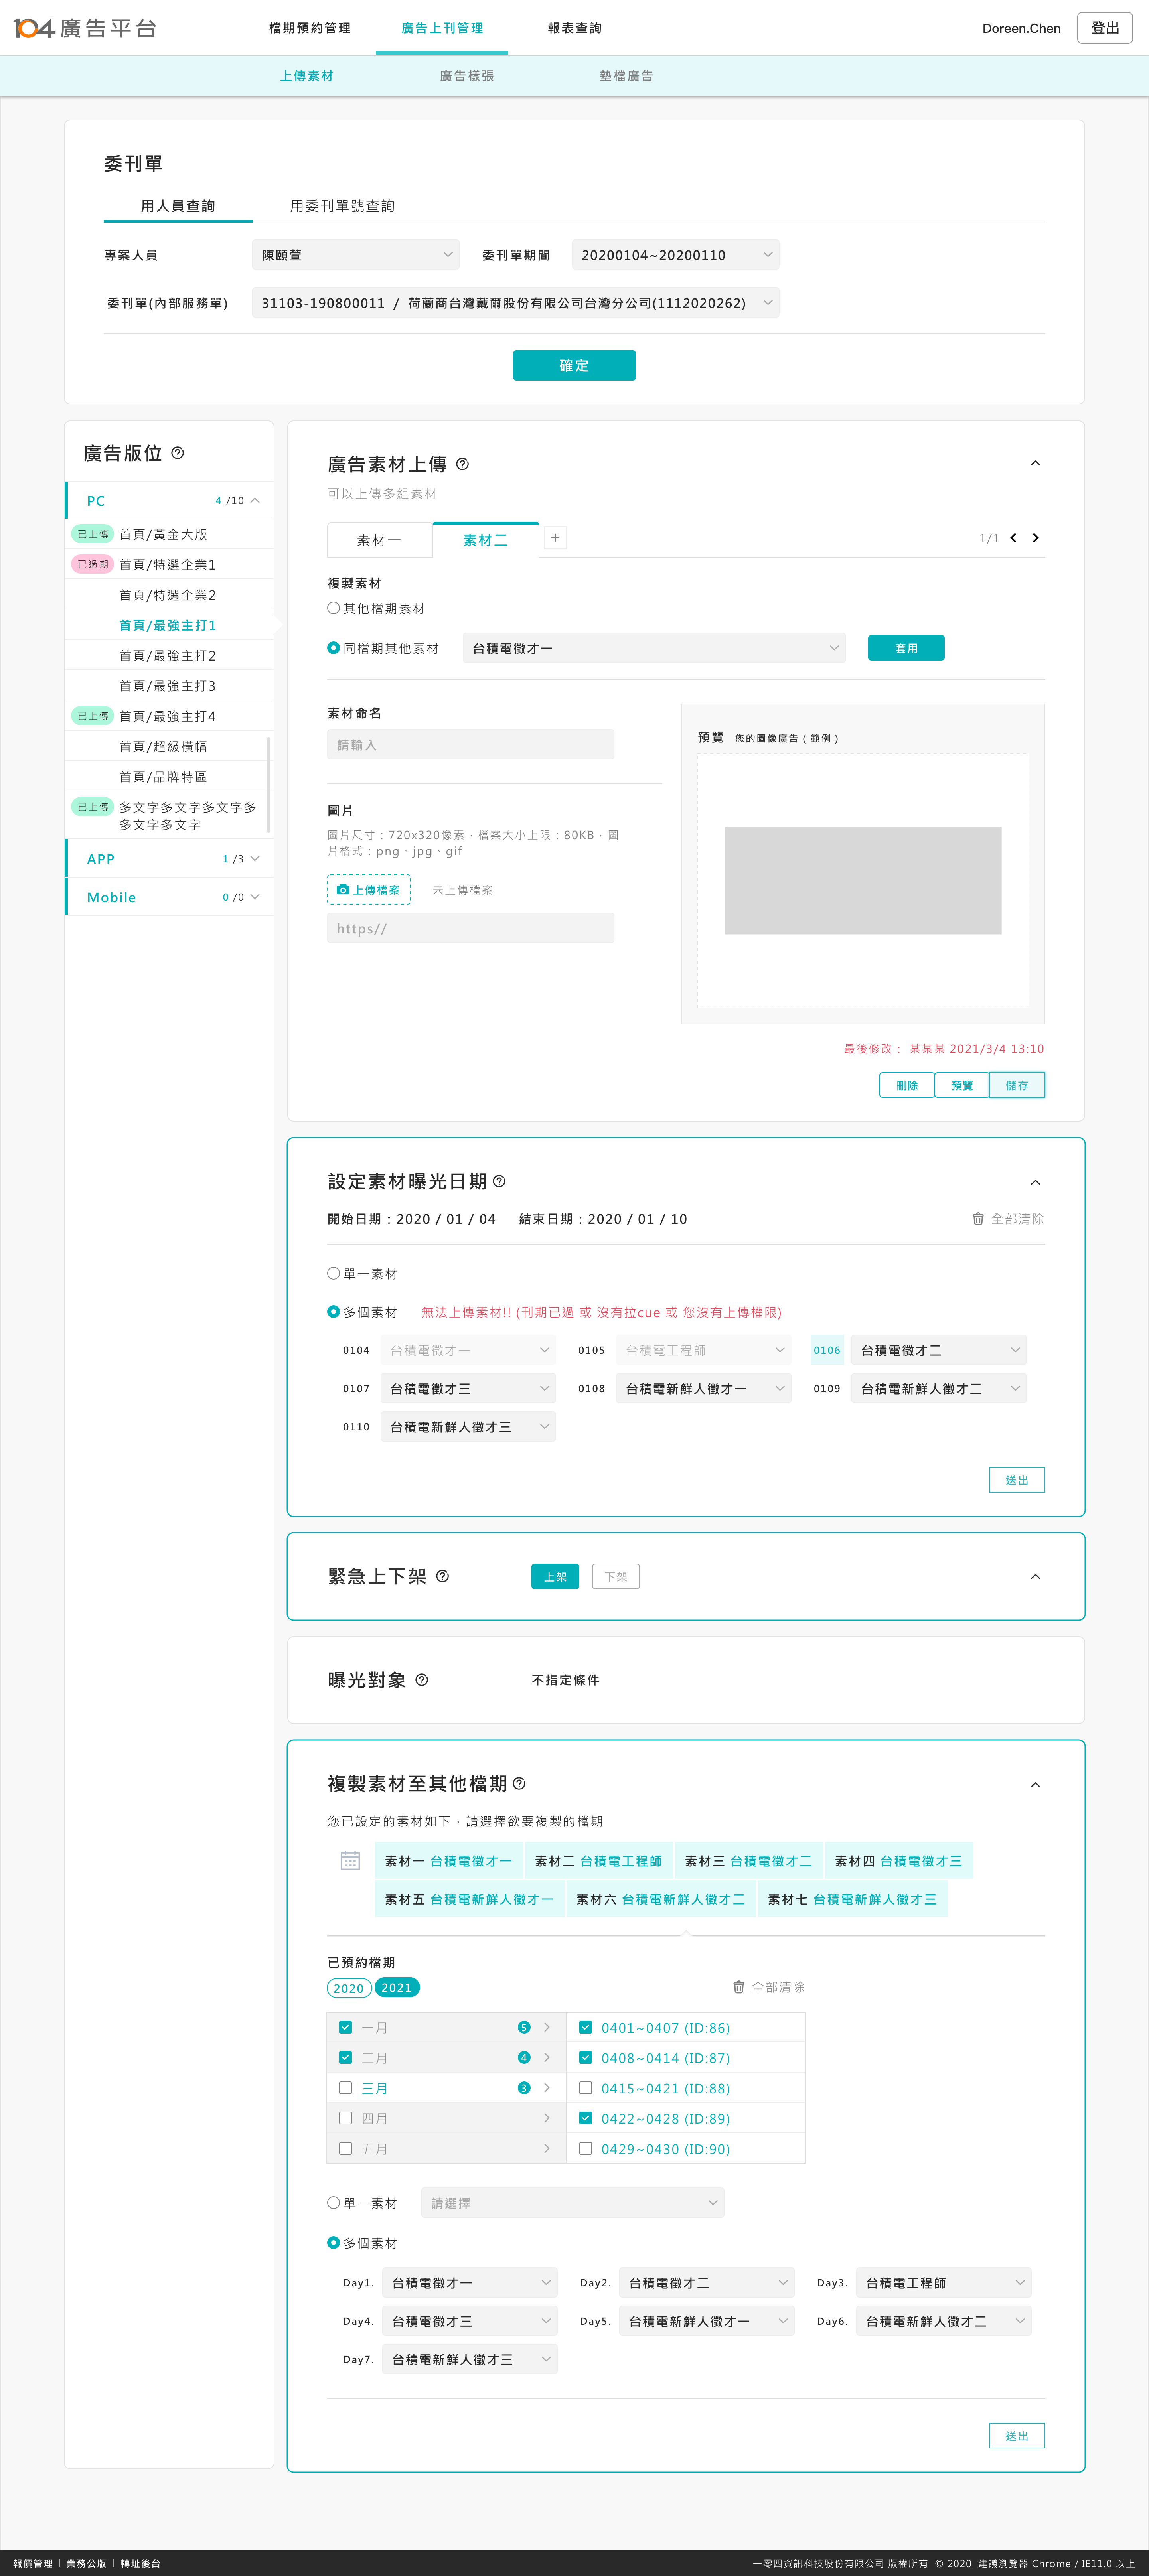 104廣告平台
檔期預約管理 廣告上刊管理 報表查詢
Doreen.Chen 登出
上傳素材 廣告樣張 墊檔廣告
委刊單
用人員查詢 用委刊單號查詢
專案人員 陳頤萱 委刊單期間 20200104~20200110
委刊單(內部服務單) 31103-190800011 / 荷蘭商台灣戴爾股份有限公司台灣分公司(1112020262)
確定
廣告版位
PC 4 /10
已上傳 首頁/黃金大版
已過期 首頁/特選企業1
首頁/特選企業2
首頁/最強主打1
首頁/最強主打2
首頁/最強主打3
已上傳 首頁/最強主打4
首頁/超級橫幅
首頁/品牌特區
已上傳 多文字多文字多文字多
多文字多文字
APP 1 /3
Mobile 0 /0
廣告素材上傳
可以上傳多組素材
素材一 素材二 + 1/1
複製素材
其他檔期素材
同檔期其他素材 台積電徵才一 套用
素材命名
請輸入
圖片
圖片尺寸：720x320像素、檔案大小上限：80KB、圖
片格式：png、jpg、gif
上傳檔案 未上傳檔案
https//
預覽 您的圖像廣告 ( 範例 )
最後修改： 某某某 2021/3/4 13:10
刪除 預覽 儲存
設定素材曝光日期
開始日期：2020 / 01 / 04 結束日期：2020 / 01 / 10 全部清除
單一素材
多個素材 無法上傳素材!! (刊期已過 或 沒有拉cue 或 您沒有上傳權限)
0104 台積電徵才一 0105 台積電工程師 0106 台積電徵才二
0107 台積電徵才三 0108 台積電新鮮人徵才一 0109 台積電新鮮人徵才二
0110 台積電新鮮人徵才三
送出
緊急上下架 上架 下架
曝光對象 不指定條件
複製素材至其他檔期
您已設定的素材如下，請選擇欲要複製的檔期
素材一 台積電徵才一 素材二 台積電工程師 素材三 台積電徵才二 素材四 台積電徵才三
素材五 台積電新鮮人徵才一 素材六 台積電新鮮人徵才二 素材七 台積電新鮮人徵才三
已預約檔期
2020 2021 全部清除
一月 5 0401~0407 (ID:86)
二月 4 0408~0414 (ID:87)
三月 3 0415~0421 (ID:88)
四月 0422~0428 (ID:89)
五月 0429~0430 (ID:90)
單一素材 請選擇
多個素材
Day1. 台積電徵才一 Day2. 台積電徵才二 Day3. 台積電工程師
Day4. 台積電徵才三 Day5. 台積電新鮮人徵才一 Day6. 台積電新鮮人徵才二
Day7. 台積電新鮮人徵才三
送出
報價管理 | 業務公版 | 轉址後台 一零四資訊科技股份有限公司 版權所有 © 2020 建議瀏覽器 Chrome / IE11.0 以上